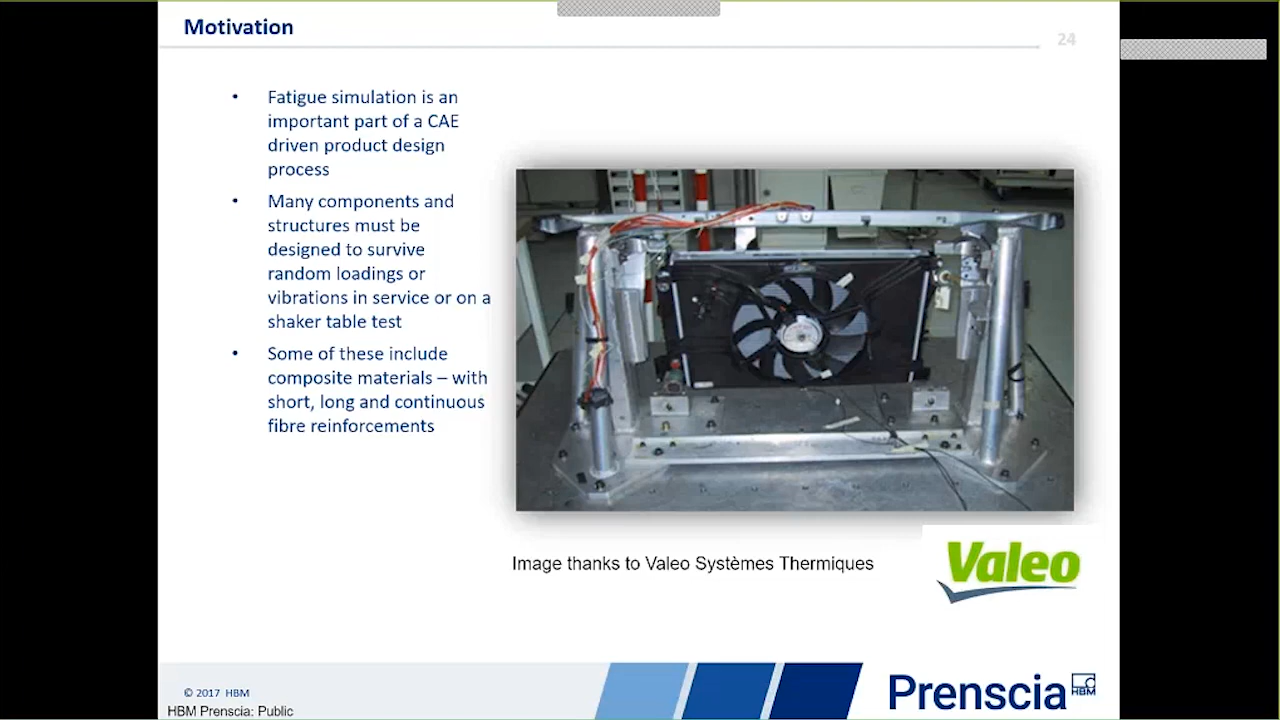 Motivation
24
• Fatigue simulation is an
important part of a CAE
driven product design
process
• Many components and
structures must be
designed to survive
random loadings or
vibrations in service or on a
shaker table test
• Some of these include
composite materials – with
short, long and continuous
fibre reinforcements
Image thanks to Valeo Systèmes Thermiques
Valeo
© 2017 HBM
HBM Prenscia: Public
Prenscia
HBM